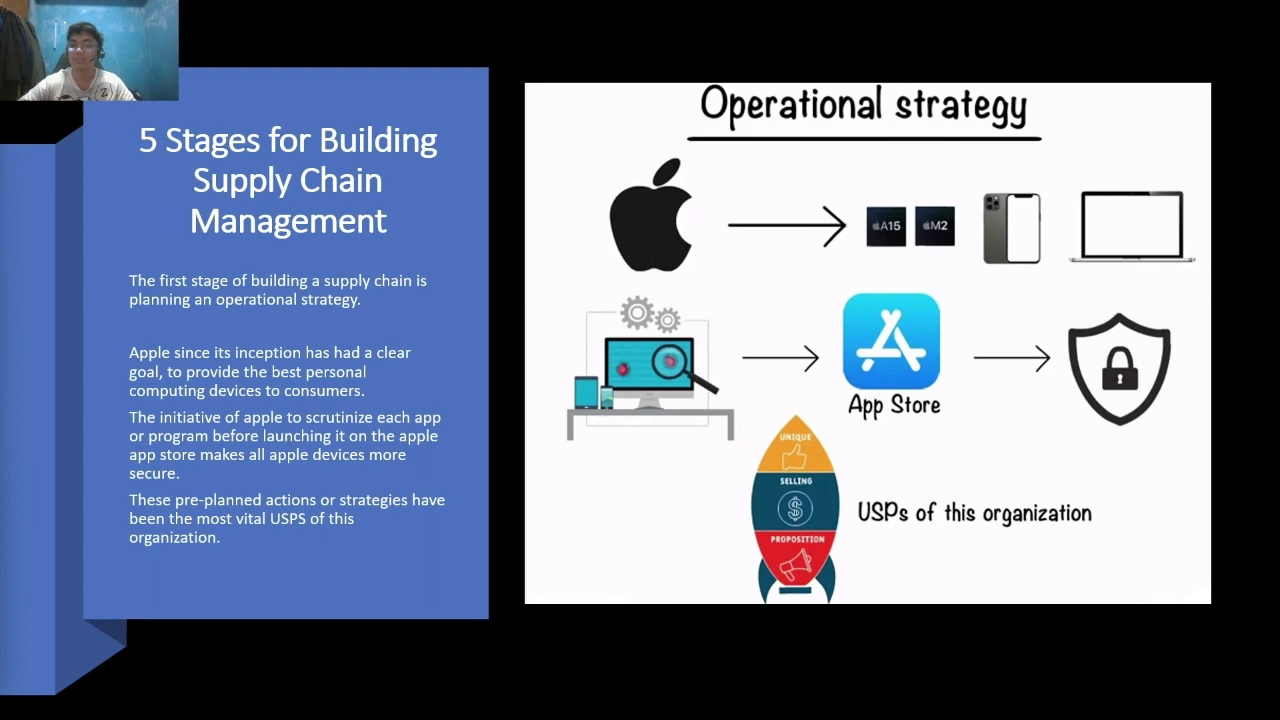 5 Stages for Building
Supply Chain
Management
The first stage of building a supply chain is
planning an operational strategy.
Apple since its inception has had a clear
goal, to provide the best personal
computing devices to consumers.
The initiative of apple to scrutinize each app
or program before launching it on the apple
app store makes all apple devices more
secure.
These pre-planned actions or strategies have
been the most vital USPS of this
organization.
Operational strategy
A15
M2
App Store
UNIQUE
SELLING
$
PROPOSITION
USPs of this organization
Z